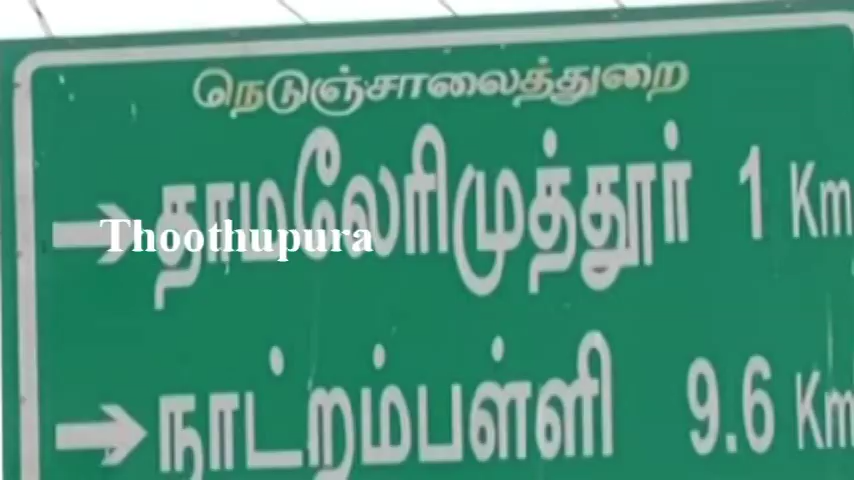 நெடுஞ்சாலைத்துறை
தாமலேரிமுத்தூர் 1 Km
Thoothupura
நாட்றம்பள்ளி 9.6 Km